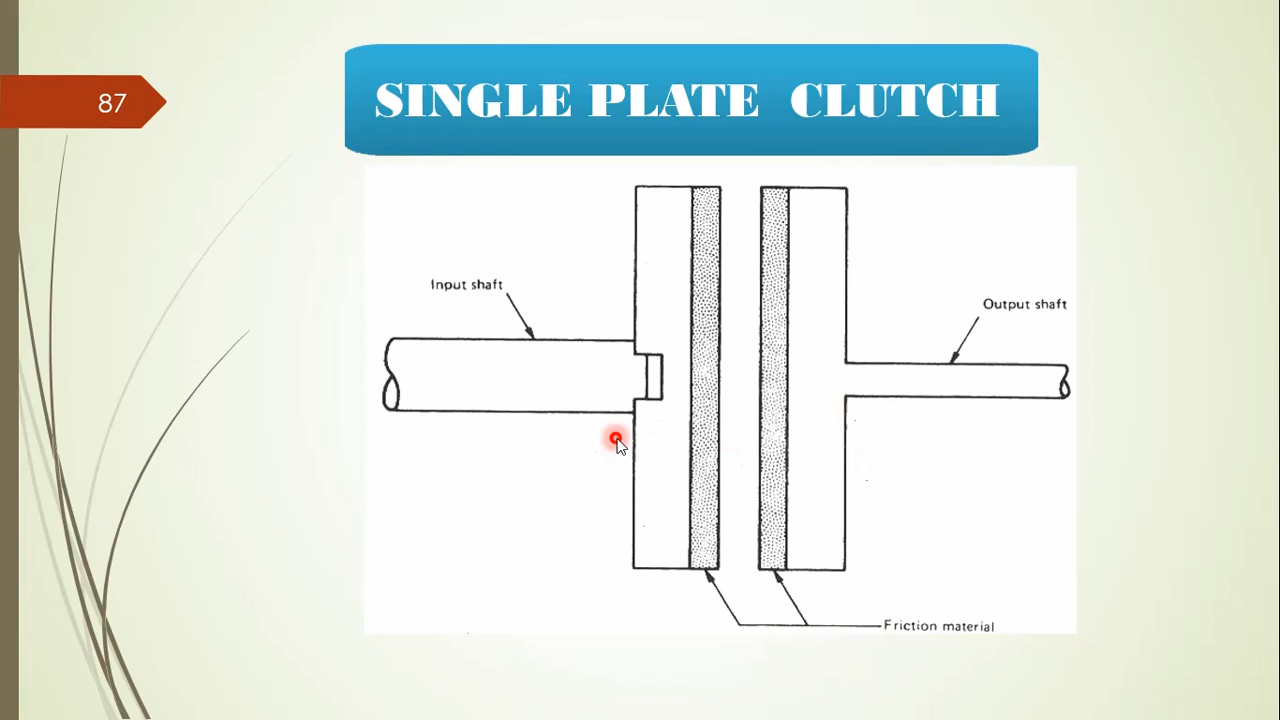 87
SINGLE PLATE CLUTCH
Input shaft
Output shaft
Friction material